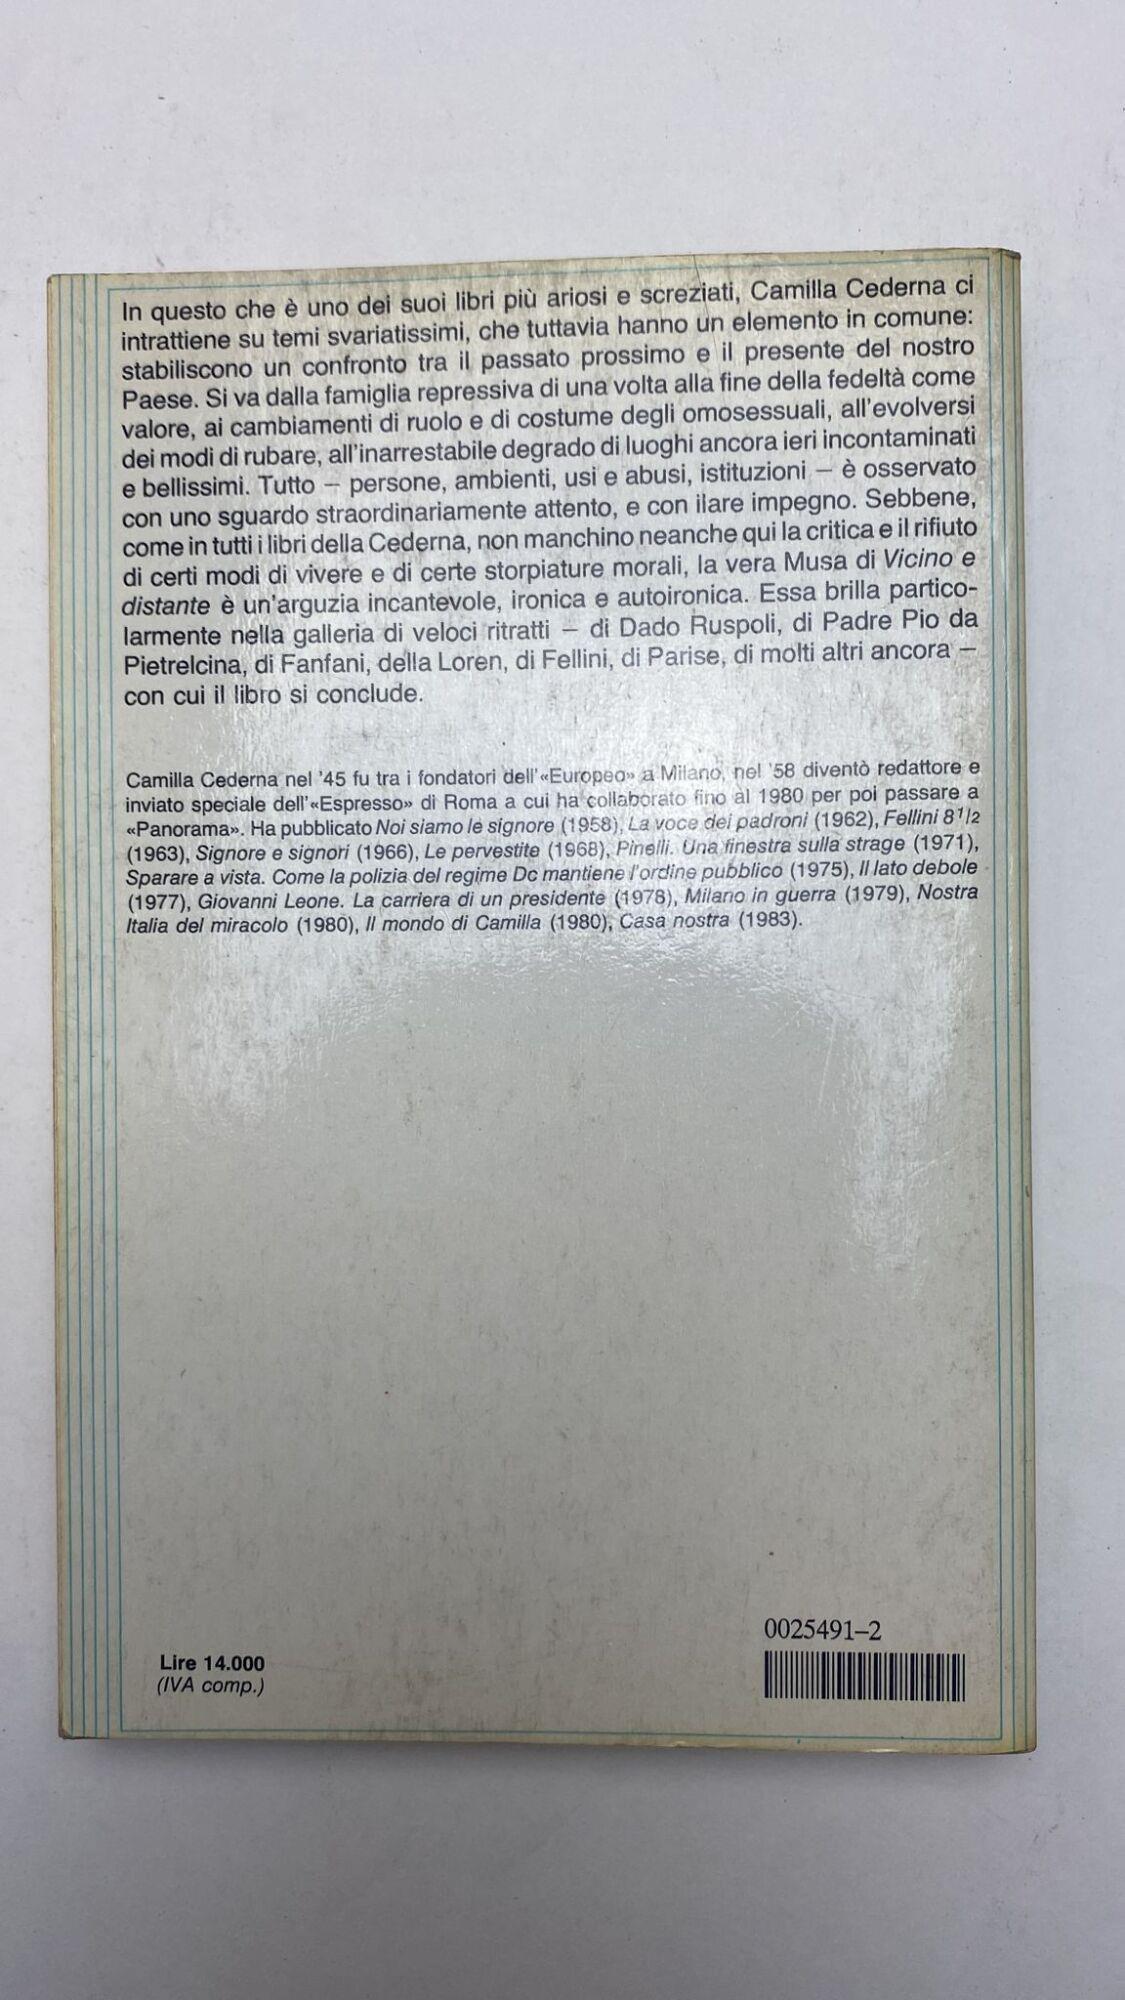 In questo che è uno dei suoi libri più ariosi e screziati, Camilla Cederna ci
intrattiene su temi svariatissimi, che tuttavia hanno un elemento in comune:
stabiliscono un confronto tra il passato prossimo e il presente del nostro
Paese. Si va dalla famiglia repressiva di una volta alla fine della fedeltà come
valore, ai cambiamenti di ruolo e di costume degli omosessuali, all'evolversi
dei modi di rubare, all'inarrestabile degrado di luoghi ancora ieri incontaminati
e bellissimi. Tutto – persone, ambienti, usi e abusi, istituzioni – è osservato
con uno sguardo straordinariamente attento, e con ilare impegno. Sebbene,
come in tutti i libri della Cederna, non manchino neanche qui la critica e il rifiuto
di certi modi di vivere e di certe storpiature morali, la vera Musa di Vicino e
distante è un'arguzia incantevole, ironica e autoironica. Essa brilla partico-
larmente nella galleria di veloci ritratti – di Dado Ruspoli, di Padre Pio da
Pietrelcina, di Fanfani, della Loren, di Fellini, di Parise, di molti altri ancora –
con cui il libro si conclude.
Camilla Cederna nel '45 fu tra i fondatori dell'«Europeo» a Milano, nel '58 diventò redattore e
inviato speciale dell'«Espresso» di Roma a cui ha collaborato fino al 1980 per poi passare a
«Panorama». Ha pubblicato Noi siamo le signore (1958), La voce dei padroni (1962), Fellini 8 1/2
(1963), Signore e signori (1966), Le pervestite (1968), Pinelli. Una finestra sulla strage (1971),
Sparare a vista. Come la polizia del regime Dc mantiene l'ordine pubblico (1975), Il lato debole
(1977), Giovanni Leone. La carriera di un presidente (1978), Milano in guerra (1979), Nostra
Italia del miracolo (1980), Il mondo di Camilla (1980), Casa nostra (1983).
0025491–2
Lire 14.000
(IVA comp.)